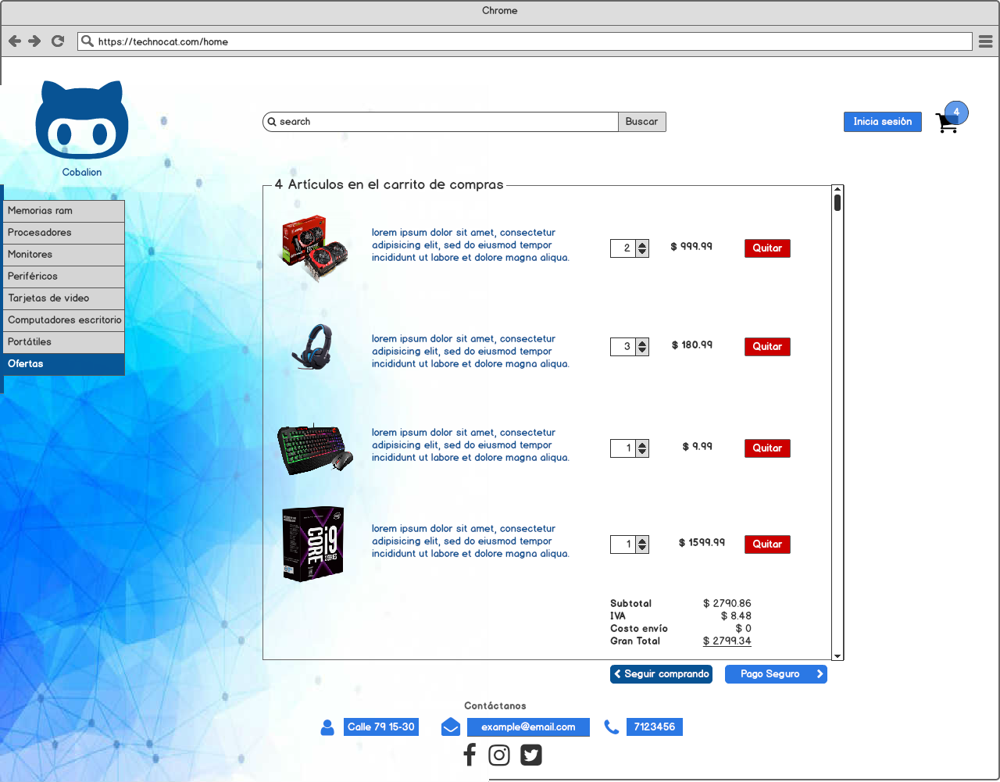 Chrome
https://technocat.com/home
search
Buscar
Inicia sesión
4
Cobalion
4 Artículos en el carrito de compras
Memorias ram
Procesadores
Monitores
Periféricos
Tarjetas de video
Computadores escritorio
Portátiles
Ofertas
lorem ipsum dolor sit amet, consectetur
adipisicing elit, sed do eiusmod tempor
incididunt ut labore et dolore magna aliqua.
2
$ 999.99
Quitar
lorem ipsum dolor sit amet, consectetur
adipisicing elit, sed do eiusmod tempor
incididunt ut labore et dolore magna aliqua.
3
$ 180.99
Quitar
lorem ipsum dolor sit amet, consectetur
adipisicing elit, sed do eiusmod tempor
incididunt ut labore et dolore magna aliqua.
1
$ 9.99
Quitar
CORE i9
lorem ipsum dolor sit amet, consectetur
adipisicing elit, sed do eiusmod tempor
incididunt ut labore et dolore magna aliqua.
1
$ 1599.99
Quitar
Subtotal $ 2790.86
IVA $ 8.48
Costo envío $ 0
Gran Total $ 2799.34
Seguir comprando
Pago Seguro
Contáctanos
Calle 79 15-30
example@email.com
7123456